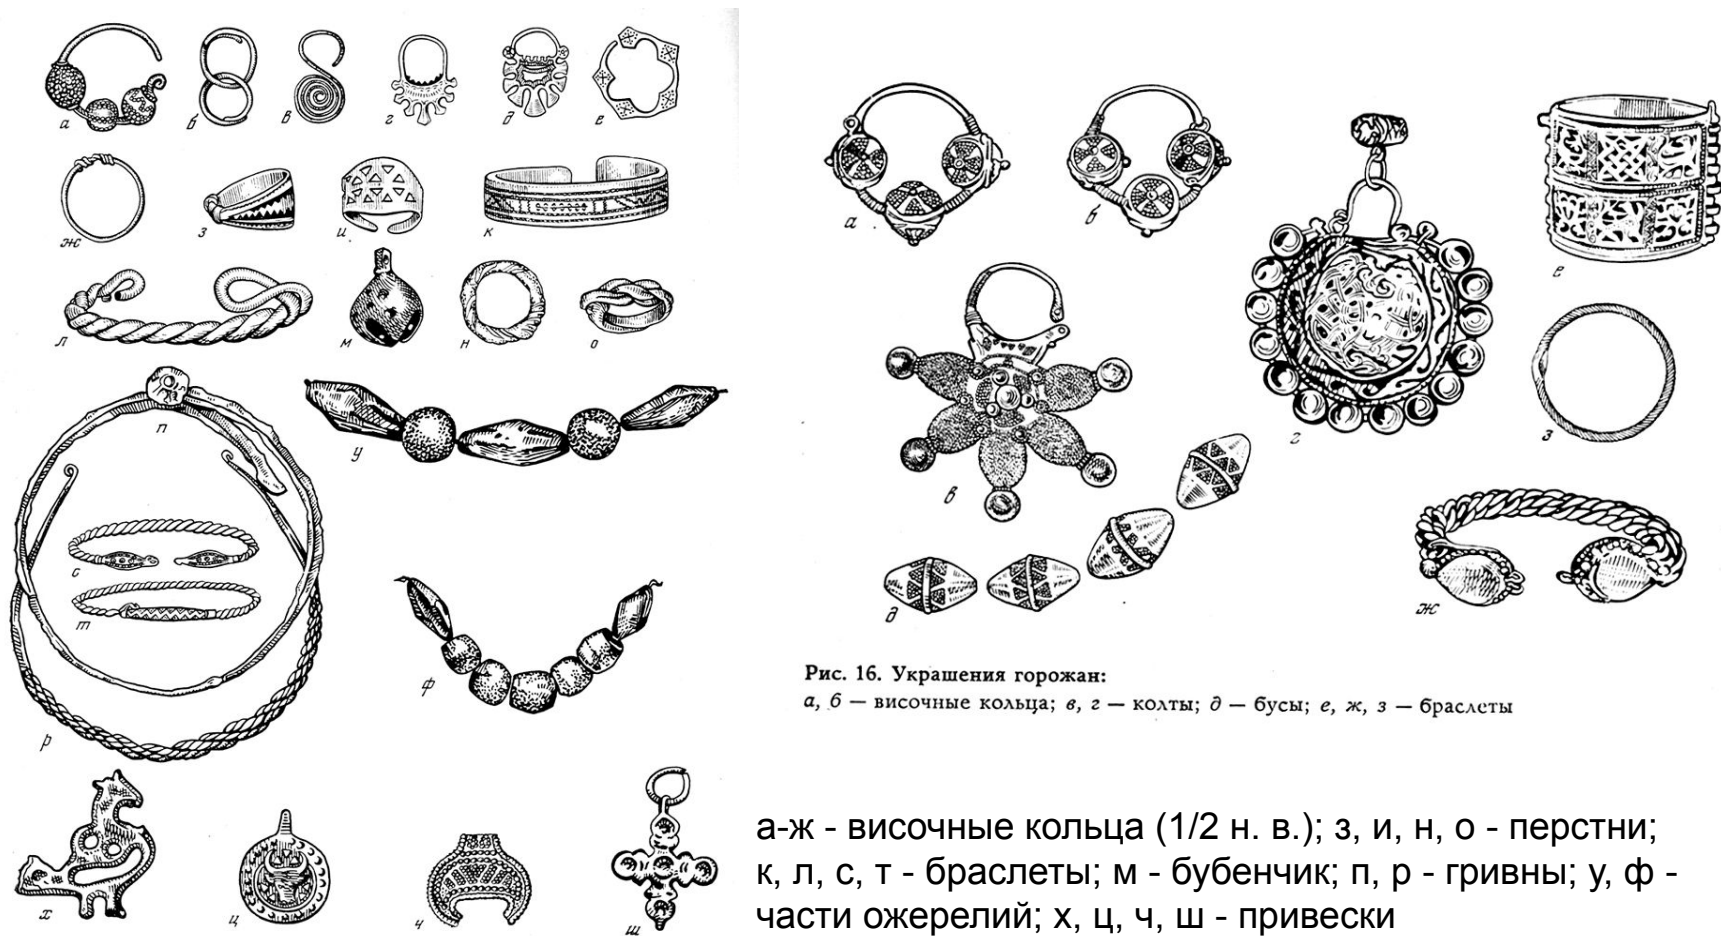 а
б
в
г
д
е
ж
з
и
к
л
м
н
о
п
у
с
т
ф
р
х
ц
ч
ш
а
б
е
г
з
в
д
ж
Рис. 16. Украшения горожан:
а, б — височные кольца; в, г — колты; д — бусы; е, ж, з — браслеты
а-ж - височные кольца (1/2 н. в.); з, и, н, о - перстни;
к, л, с, т - браслеты; м - бубенчик; п, р - гривны; у, ф -
части ожерелий; х, ц, ч, ш - привески